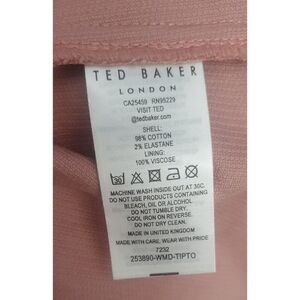 TED BAKER
LONDON
CA25459 RN95229
VISIT TED
@tedbaker.com
SHELL:
98% COTTON
2% ELASTANE
LINING:
100% VISCOSE
30
MACHINE WASH INSIDE OUT AT 30C.
DO NOT USE PRODUCTS CONTAINING
BLEACH, OIL OR ALCOHOL.
DO NOT TUMBLE DRY.
COOL IRON ON REVERSE.
DO NOT DRY CLEAN.
MADE IN UNITED KINGDOM
MADE WITH CARE, WEAR WITH PRIDE
7232
253890-WMD-TIPTO